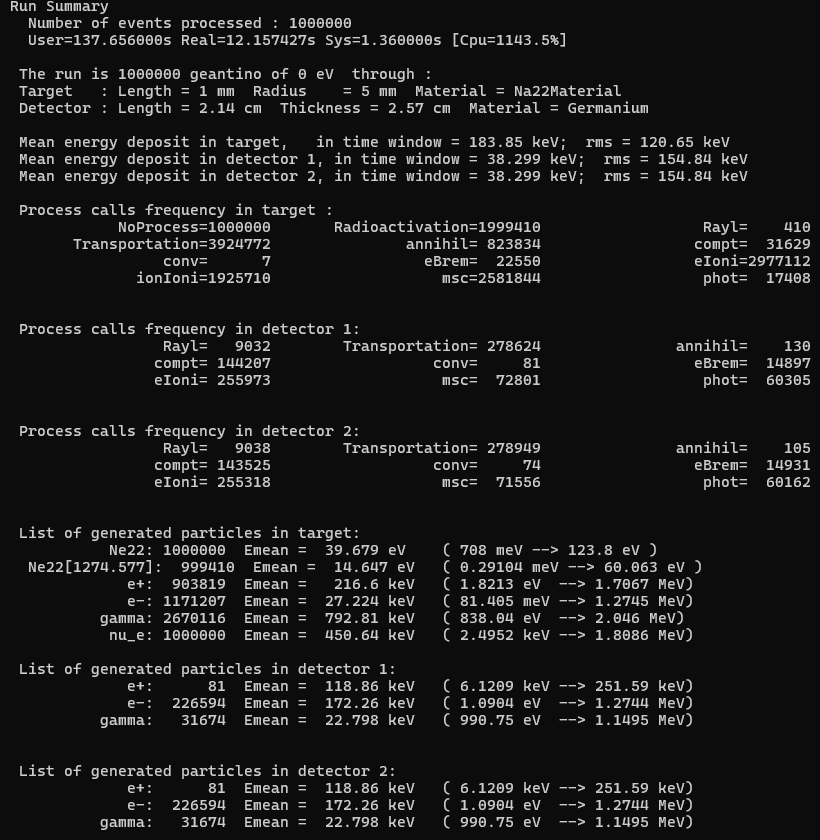 Run Summary
Number of events processed : 1000000
User=137.656000s Real=12.157427s Sys=1.360000s [Cpu=1143.5%]
The run is 1000000 geantino of 0 eV through :
Target : Length = 1 mm Radius = 5 mm Material = Na22Material
Detector : Length = 2.14 cm Thickness = 2.57 cm Material = Germanium
Mean energy deposit in target, in time window = 183.85 keV; rms = 120.65 keV
Mean energy deposit in detector 1, in time window = 38.299 keV; rms = 154.84 keV
Mean energy deposit in detector 2, in time window = 38.299 keV; rms = 154.84 keV
Process calls frequency in target :
NoProcess=1000000 Radioactivation=1999410 Rayl= 410
Transportation=3924772 annihil= 823834 compt= 31629
conv= 7 eBrem= 22550 eIoni=2977112
ionIoni=1925710 msc=2581844 phot= 17408
Process calls frequency in detector 1:
Rayl= 9032 Transportation= 278624 annihil= 130
compt= 144207 conv= 81 eBrem= 14897
eIoni= 255973 msc= 72801 phot= 60305
Process calls frequency in detector 2:
Rayl= 9038 Transportation= 278949 annihil= 105
compt= 143525 conv= 74 eBrem= 14931
eIoni= 255318 msc= 71556 phot= 60162
List of generated particles in target:
Ne22: 1000000 Emean = 39.679 eV ( 708 meV --> 123.8 eV )
Ne22[1274.577]: 999410 Emean = 14.647 eV ( 0.29104 meV --> 60.063 eV )
e+: 903819 Emean = 216.6 keV ( 1.8213 eV --> 1.7067 MeV)
e-: 1171207 Emean = 27.224 keV ( 81.405 meV --> 1.2745 MeV)
gamma: 2670116 Emean = 792.81 keV ( 838.04 eV --> 2.046 MeV)
nu_e: 1000000 Emean = 450.64 keV ( 2.4952 keV --> 1.8086 MeV)
List of generated particles in detector 1:
e+: 81 Emean = 118.86 keV ( 6.1209 keV --> 251.59 keV)
e-: 226594 Emean = 172.26 keV ( 1.0904 eV --> 1.2744 MeV)
gamma: 31674 Emean = 22.798 keV ( 990.75 eV --> 1.1495 MeV)
List of generated particles in detector 2:
e+: 81 Emean = 118.86 keV ( 6.1209 keV --> 251.59 keV)
e-: 226594 Emean = 172.26 keV ( 1.0904 eV --> 1.2744 MeV)
gamma: 31674 Emean = 22.798 keV ( 990.75 eV --> 1.1495 MeV)